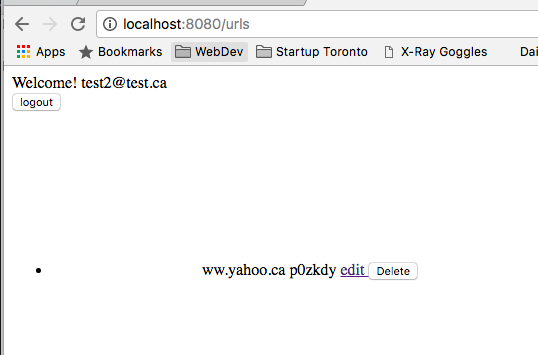 localhost:8080/urls
Apps Bookmarks WebDev Startup Toronto X-Ray Goggles Dai
Welcome! test2@test.ca
logout
ww.yahoo.ca p0zkdy edit Delete